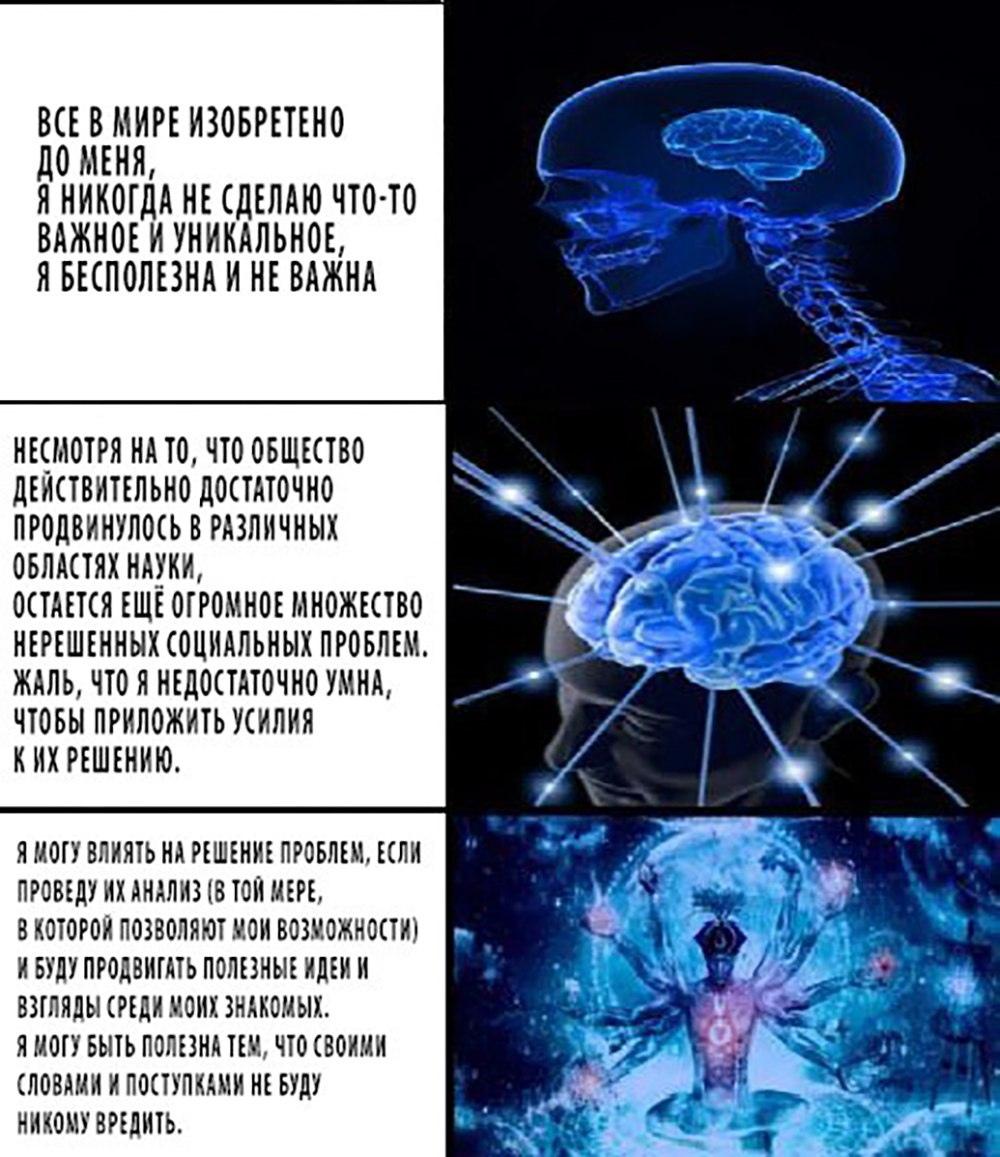 ВСЕ В МИРЕ ИЗОБРЕТЕНО
ДО МЕНЯ,
Я НИКОГДА НЕ СДЕЛАЮ ЧТО-ТО
ВАЖНОЕ И УНИКАЛЬНОЕ,
Я БЕСПОЛЕЗНА И НЕ ВАЖНА
НЕСМОТРЯ НА ТО, ЧТО ОБЩЕСТВО
ДЕЙСТВИТЕЛЬНО ДОСТАТОЧНО
ПРОДВИНУЛОСЬ В РАЗЛИЧНЫХ
ОБЛАСТЯХ НАУКИ,
ОСТАЕТСЯ ЕЩЁ ОГРОМНОЕ МНОЖЕСТВО
НЕРЕШЕННЫХ СОЦИАЛЬНЫХ ПРОБЛЕМ.
ЖАЛЬ, ЧТО Я НЕДОСТАТОЧНО УМНА,
ЧТОБЫ ПРИЛОЖИТЬ УСИЛИЯ
К ИХ РЕШЕНИЮ.
Я МОГУ ВЛИЯТЬ НА РЕШЕНИЕ ПРОБЛЕМ, ЕСЛИ
ПРОВЕДУ ИХ АНАЛИЗ (В ТОЙ МЕРЕ,
В КОТОРОЙ ПОЗВОЛЯЮТ МОИ ВОЗМОЖНОСТИ)
И БУДУ ПРОДВИГАТЬ ПОЛЕЗНЫЕ ИДЕИ И
ВЗГЛЯДЫ СРЕДИ МОИХ ЗНАКОМЫХ.
Я МОГУ БЫТЬ ПОЛЕЗНА ТЕМ, ЧТО СВОИМИ
СЛОВАМИ И ПОСТУПКАМИ НЕ БУДУ
НИКОМУ ВРЕДИТЬ.